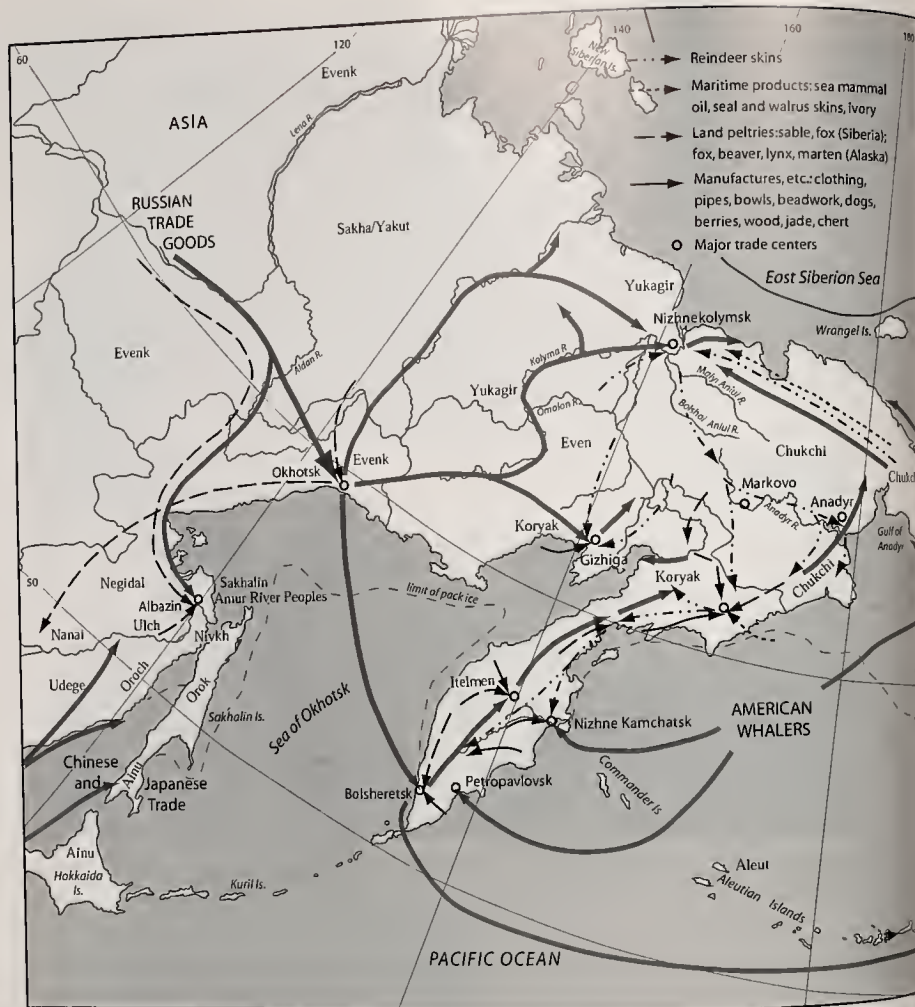 60
120
140
160
180
New
Siberian Is.
Reindeer skins
Maritime products: sea mammal
oil, seal and walrus skins, ivory
Land peltries:sable, fox (Siberia);
fox, beaver, lynx, marten (Alaska)
Manufactures, etc.: clothing,
pipes, bowls, beadwork, dogs,
berries, wood, jade, chert
Major trade centers
Evenk
ASIA
Lena R.
RUSSIAN
TRADE
GOODS
Sakha/Yakut
East Siberian Sea
Yukagir
Nizhnekolymsk
Wrangel Is.
Evenk
Aldan R.
Kolyma R.
Malyi Aniul R.
Yukagir
Omolon R.
Bolshoi Aniul R.
Even
Chukchi
Chukc
Evenk
Okhotsk
Markovo
Anadyr R.
Anadyr
Gulf of
Anadyr
Koryak
Gizhiga
Koryak
Chukchi
50
Negidal
Sakhalin
Amur River Peoples
limit of pack ice
Albazin
Ulch
Nanai
Nivkh
Oroch
Udege
Orok
Itelmen
Sakhalin Is.
Sea of Okhotsk
AMERICAN
WHALERS
Nizhne Kamchatsk
Chinese
and
Ainu
Japanese
Trade
Bolsheretsk
Petropavlovsk
Commander Is.
Ainu
Hokkaida
Is.
Kuril Is.
Aleut
Aleutian Islands
PACIFIC OCEAN